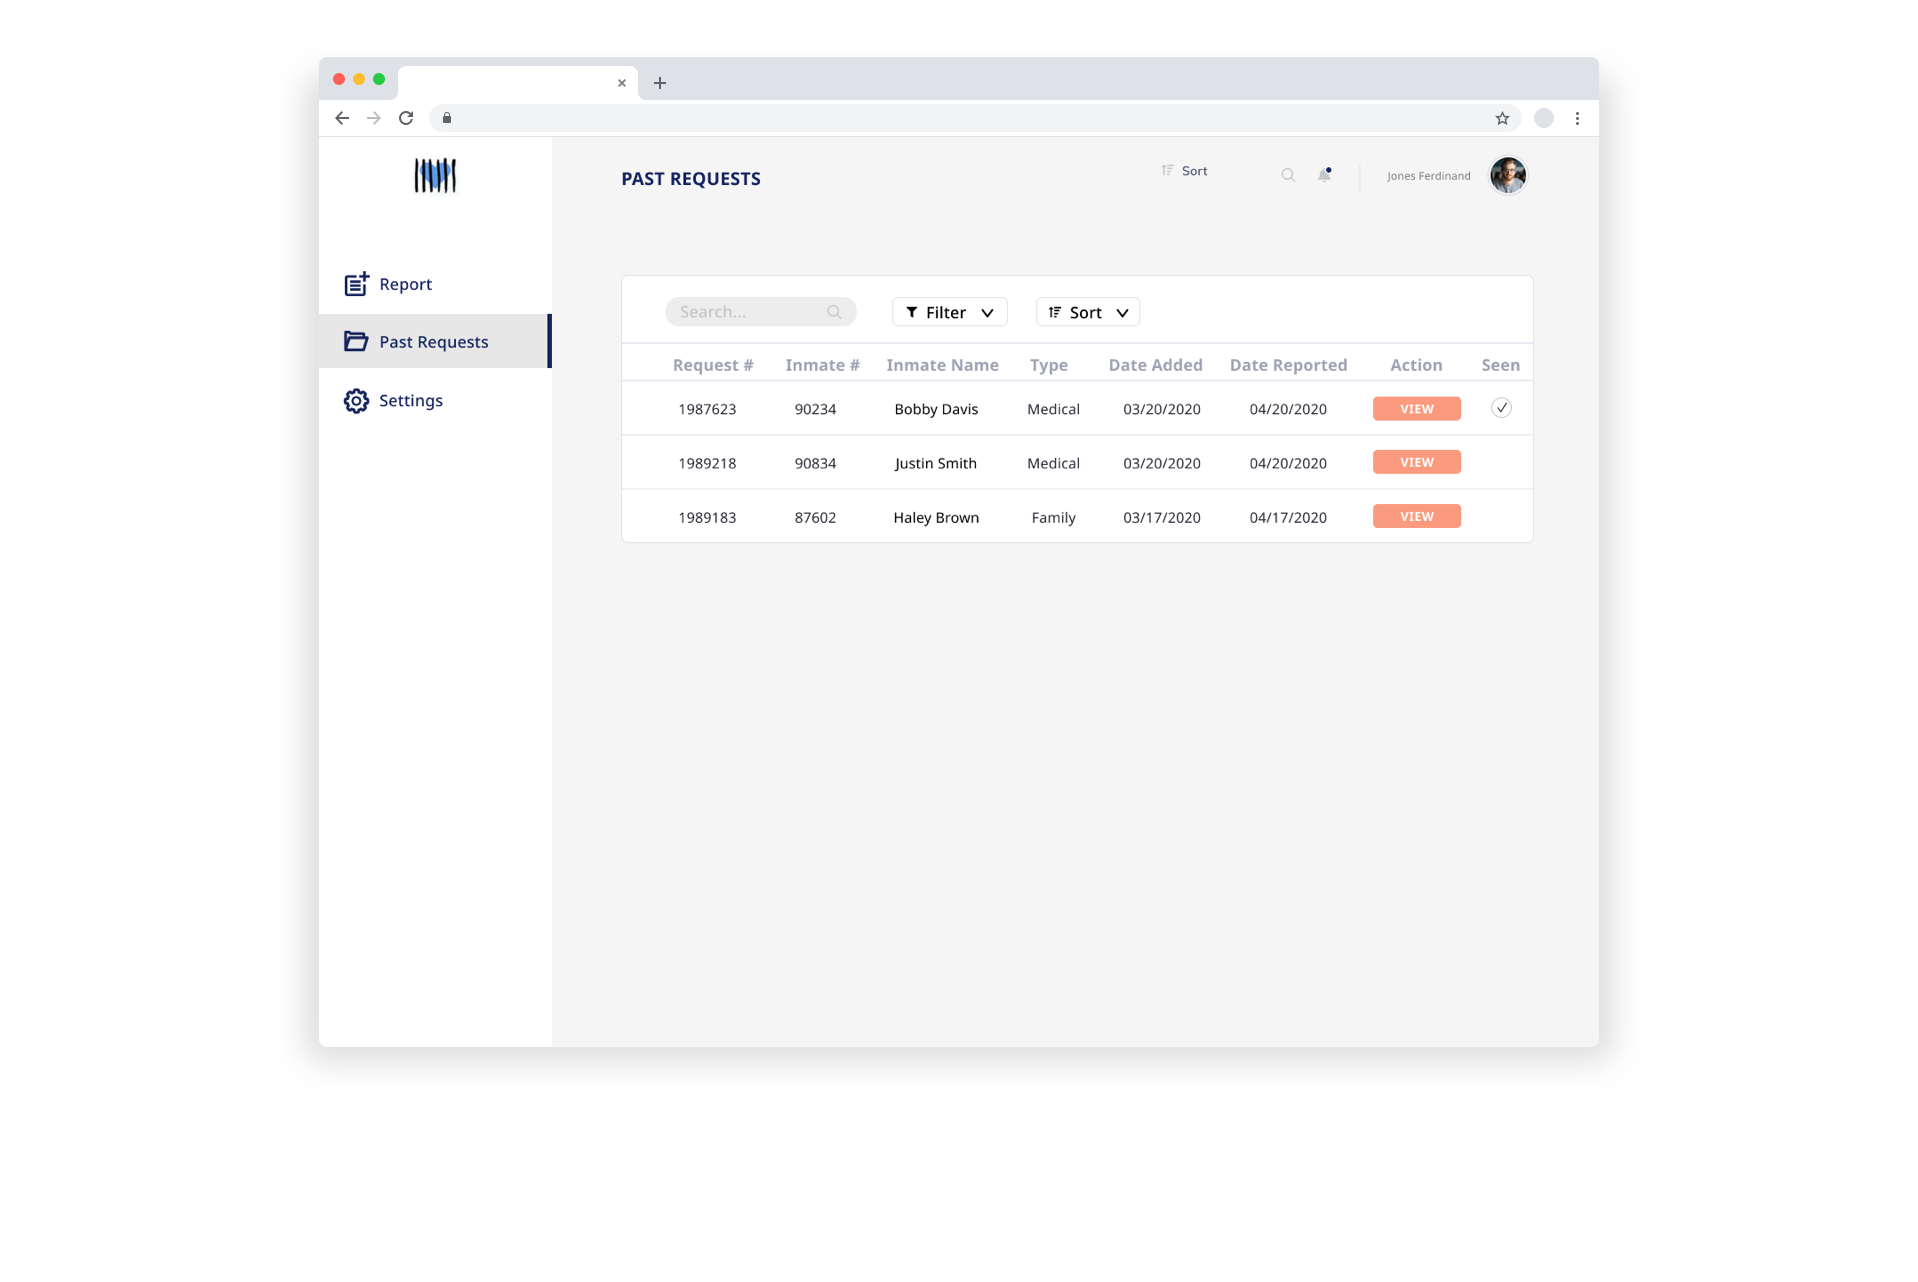 PAST REQUESTS
Sort
Jones Ferdinand
Report
Past Requests
Settings
Search...
Filter
Sort
Request # Inmate # Inmate Name Type Date Added Date Reported Action Seen
1987623 90234 Bobby Davis Medical 03/20/2020 04/20/2020 VIEW
1989218 90834 Justin Smith Medical 03/20/2020 04/20/2020 VIEW
1989183 87602 Haley Brown Family 03/17/2020 04/17/2020 VIEW